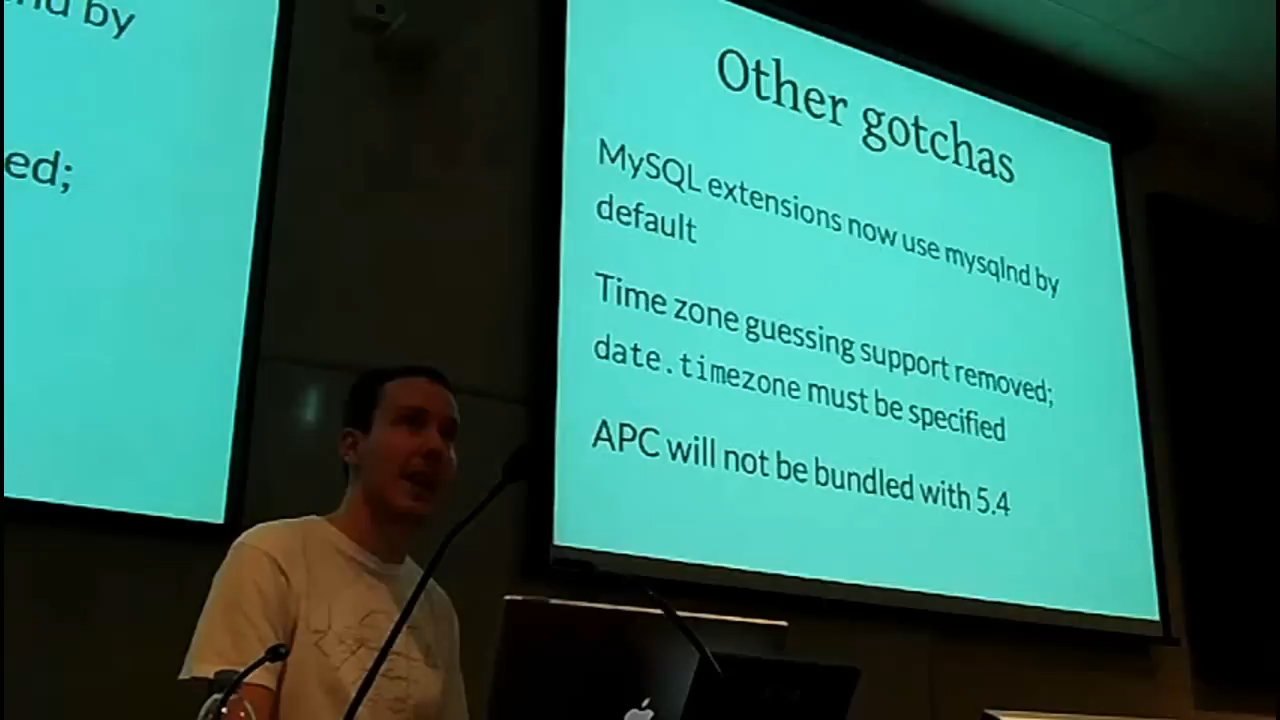 by
ed;
Other gotchas
MySQL extensions now use mysqlnd by
default
Time zone guessing support removed;
date.timezone must be specified
APC will not be bundled with 5.4